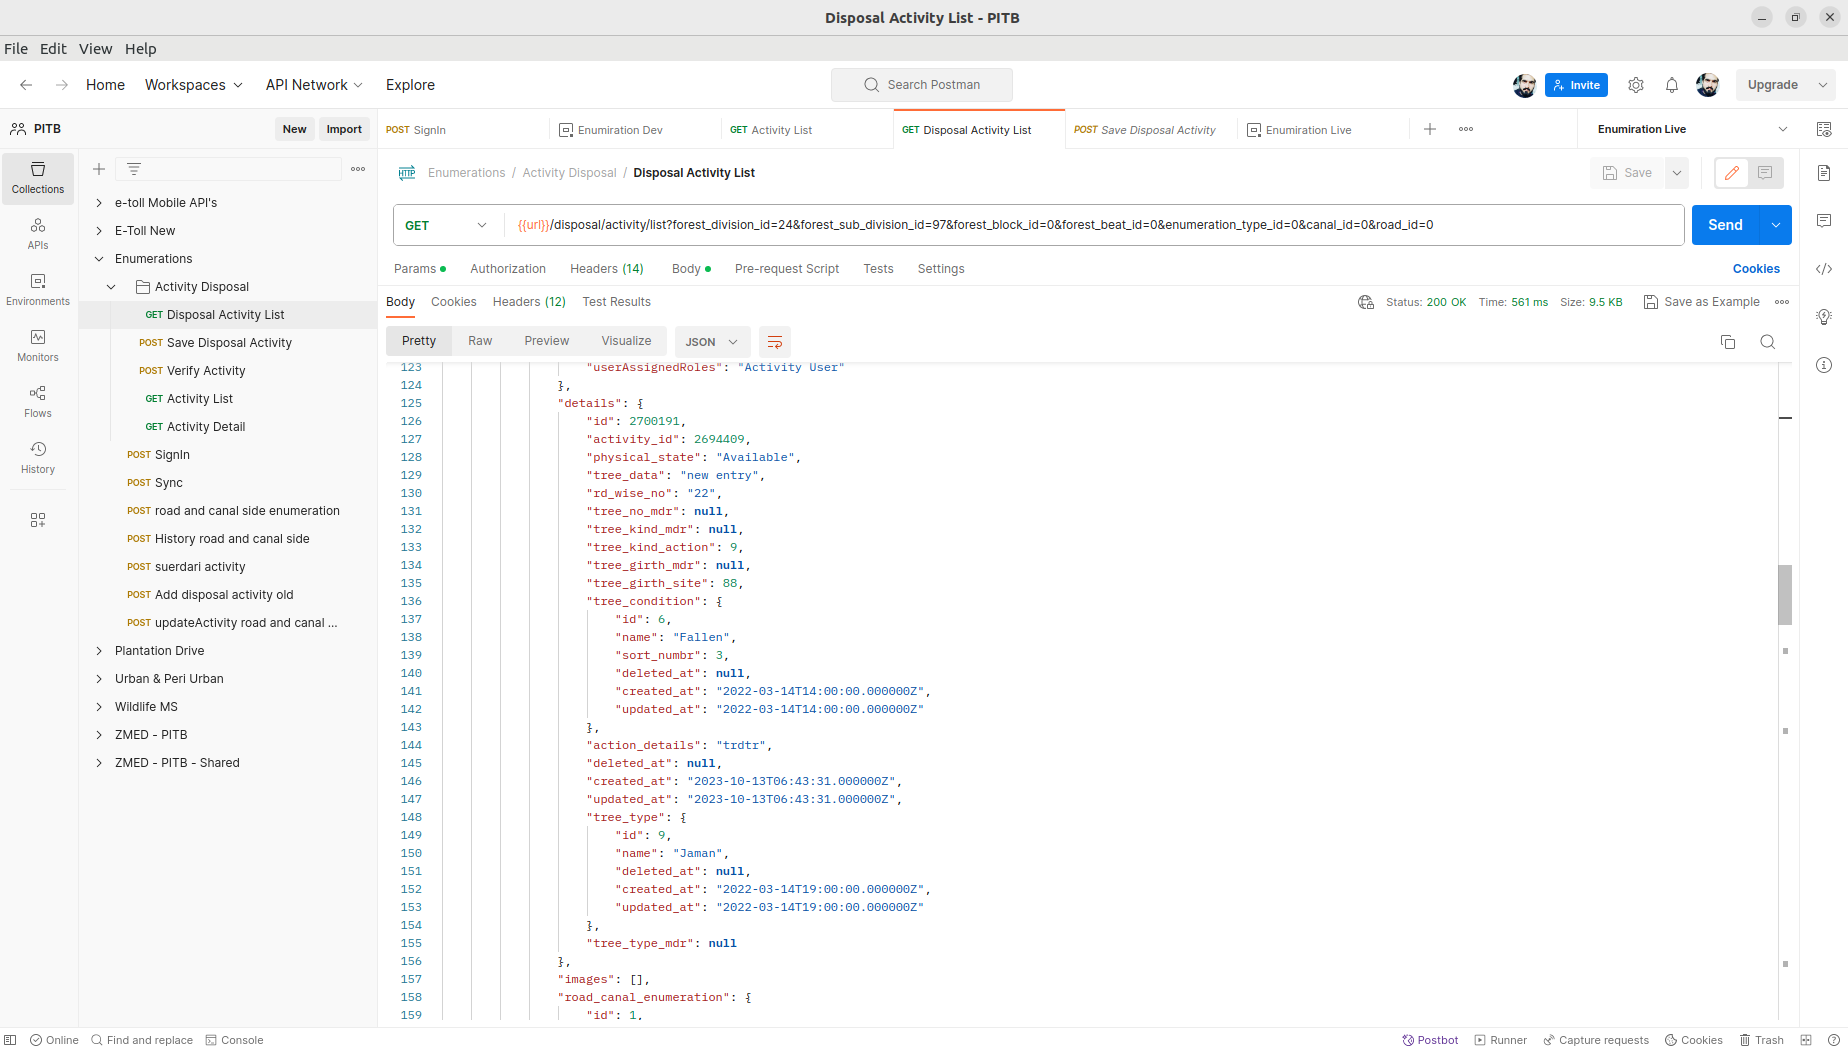 Disposal Activity List - PITB
File Edit View Help
Home Workspaces API Network Explore
Search Postman
Invite
Upgrade
PITB
New Import
POST SignIn
Enumiration Dev
GET Activity List
GET Disposal Activity List
POST Save Disposal Activity
Enumiration Live
Enumiration Live
Collections
APIs
Environments
Monitors
Flows
History
e-toll Mobile API's
E-Toll New
Enumerations
Activity Disposal
GET Disposal Activity List
POST Save Disposal Activity
POST Verify Activity
GET Activity List
GET Activity Detail
POST SignIn
POST Sync
POST road and canal side enumeration
POST History road and canal side
POST suerdari activity
POST Add disposal activity old
POST updateActivity road and canal ...
Plantation Drive
Urban & Peri Urban
Wildlife MS
ZMED - PITB
ZMED - PITB - Shared
HTTP Enumerations / Activity Disposal / Disposal Activity List
Save
GET {{url}}/disposal/activity/list?forest_division_id=24&forest_sub_division_id=97&forest_block_id=0&forest_beat_id=0&enumeration_type_id=0&canal_id=0&road_id=0
Send
Params Authorization Headers (14) Body Pre-request Script Tests Settings Cookies
Body Cookies Headers (12) Test Results Status: 200 OK Time: 561 ms Size: 9.5 KB Save as Example
Pretty Raw Preview Visualize JSON
123 "userAssignedRoles": "Activity User"
124 },
125 "details": {
126 "id": 2700191,
127 "activity_id": 2694409,
128 "physical_state": "Available",
129 "tree_data": "new entry",
130 "rd_wise_no": "22",
131 "tree_no_mdr": null,
132 "tree_kind_mdr": null,
133 "tree_kind_action": 9,
134 "tree_girth_mdr": null,
135 "tree_girth_site": 88,
136 "tree_condition": {
137 "id": 6,
138 "name": "Fallen",
139 "sort_numbr": 3,
140 "deleted_at": null,
141 "created_at": "2022-03-14T14:00:00.000000Z",
142 "updated_at": "2022-03-14T14:00:00.000000Z"
143 },
144 "action_details": "trdtr",
145 "deleted_at": null,
146 "created_at": "2023-10-13T06:43:31.000000Z",
147 "updated_at": "2023-10-13T06:43:31.000000Z",
148 "tree_type": {
149 "id": 9,
150 "name": "Jaman",
151 "deleted_at": null,
152 "created_at": "2022-03-14T19:00:00.000000Z",
153 "updated_at": "2022-03-14T19:00:00.000000Z"
154 },
155 "tree_type_mdr": null
156 },
157 "images": [],
158 "road_canal_enumeration": {
159 "id": 1,
Online Find and replace Console
Postbot Runner Capture requests Cookies Trash